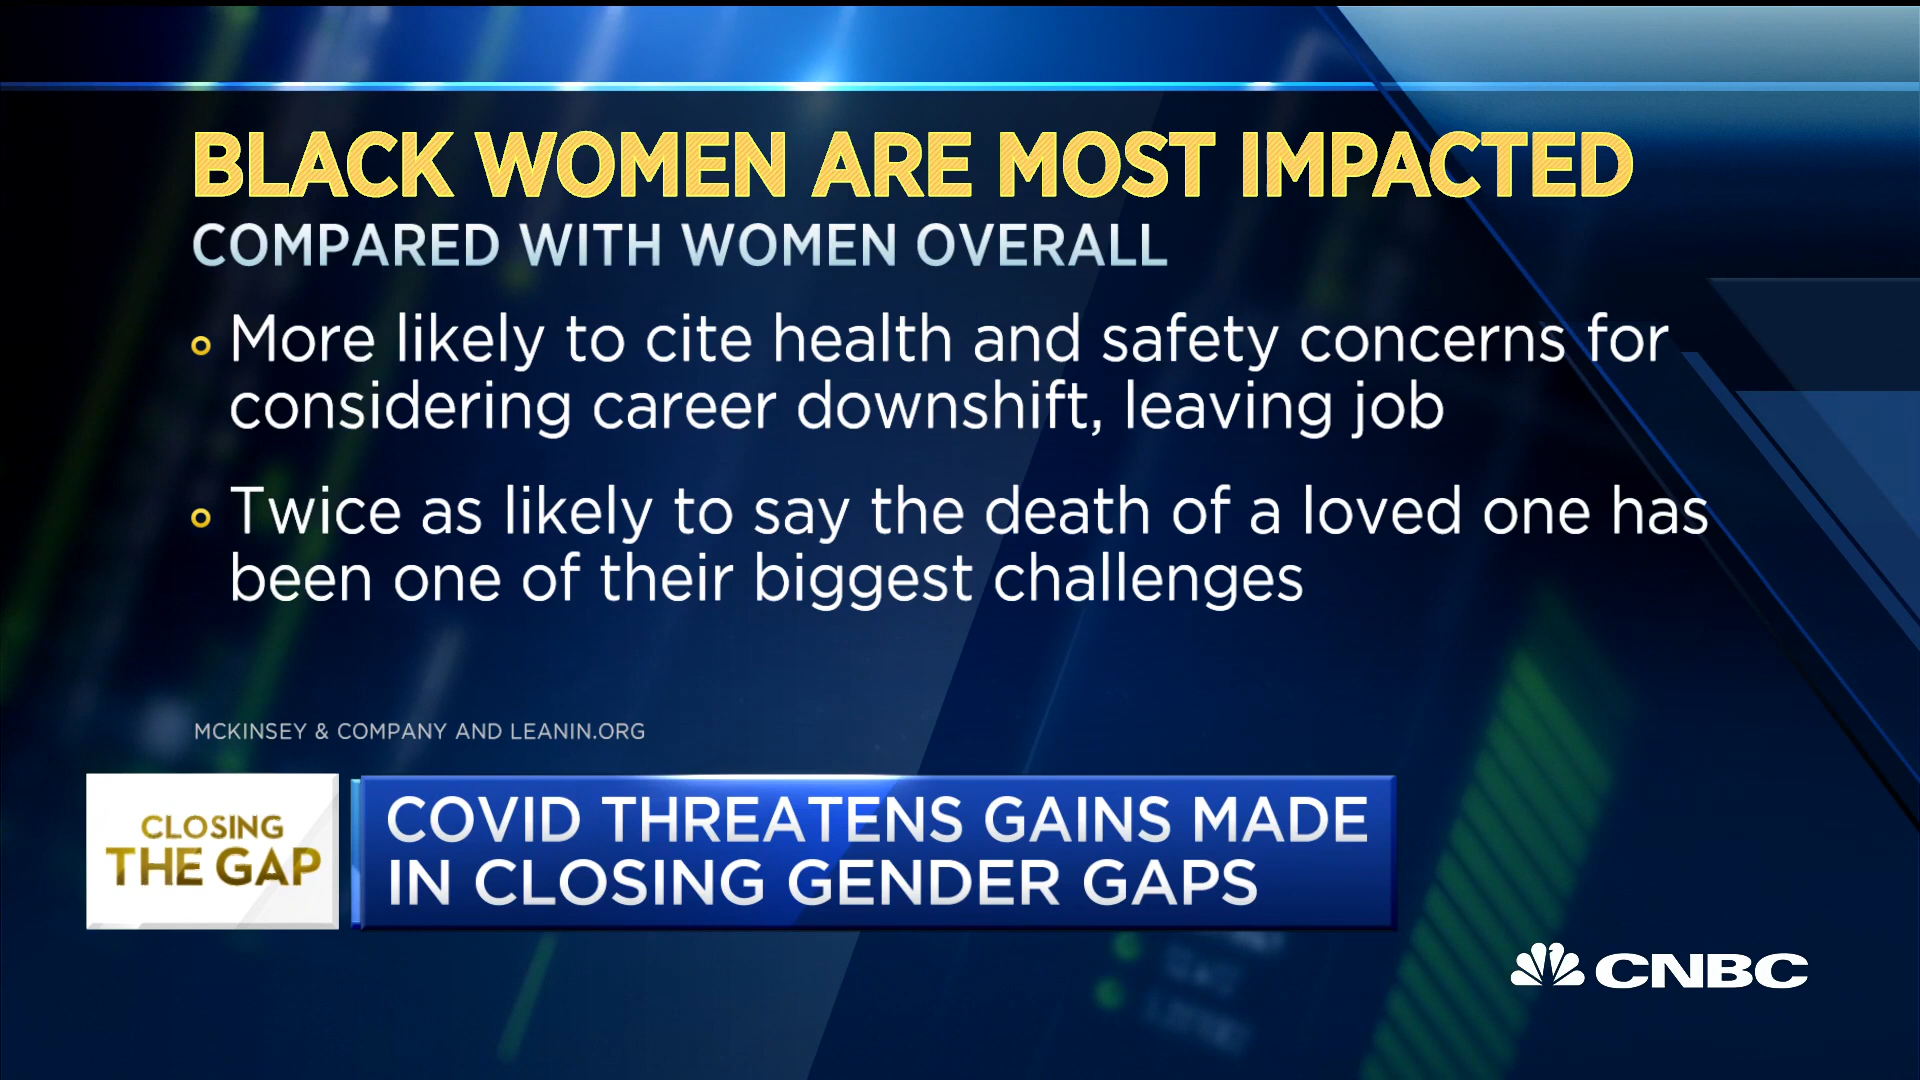 BLACK WOMEN ARE MOST IMPACTED
COMPARED WITH WOMEN OVERALL
More likely to cite health and safety concerns for
considering career downshift, leaving job
Twice as likely to say the death of a loved one has
been one of their biggest challenges
MCKINSEY & COMPANY AND LEANIN.ORG
CLOSING
THE GAP
COVID THREATENS GAINS MADE
IN CLOSING GENDER GAPS
CNBC